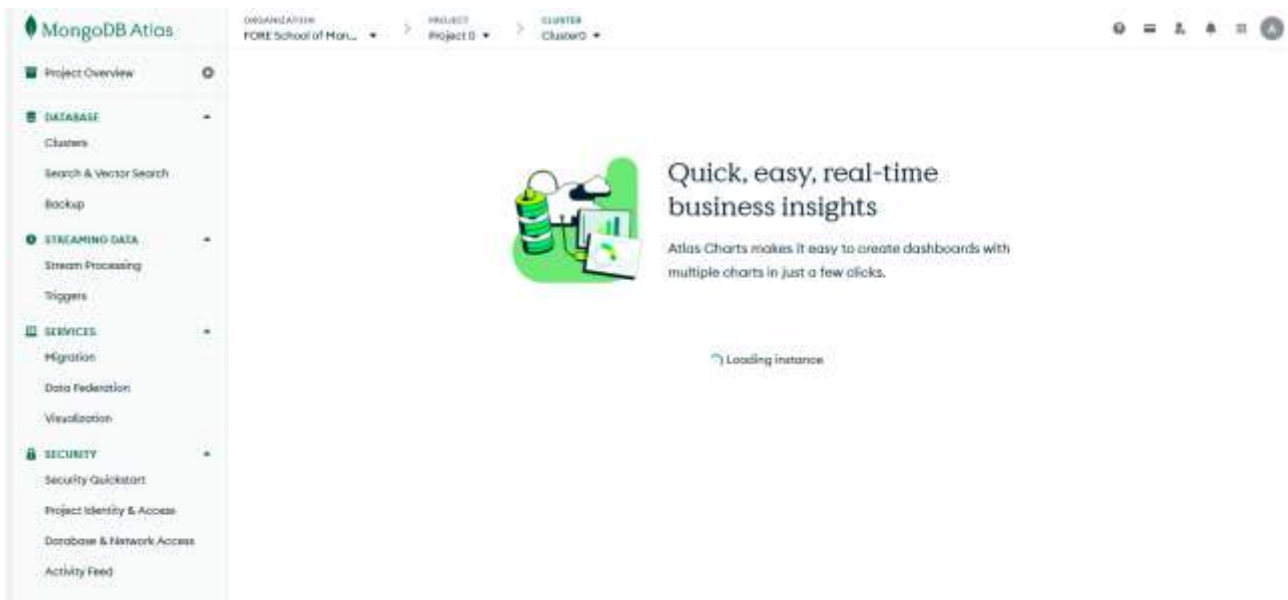 MongoDB Atlas
ORGANIZATION
FORE School of Man...
PROJECT
Project 0
CLUSTER
Cluster0
Project Overview
DATABASE
Clusters
Search & Vector Search
Backup
STREAMING DATA
Stream Processing
Triggers
SERVICES
Migration
Data Federation
Visualization
SECURITY
Security Quickstart
Project Identity & Access
Database & Network Access
Activity Feed
Quick, easy, real-time
business insights
Atlas Charts makes it easy to create dashboards with
multiple charts in just a few clicks.
Loading instance
A